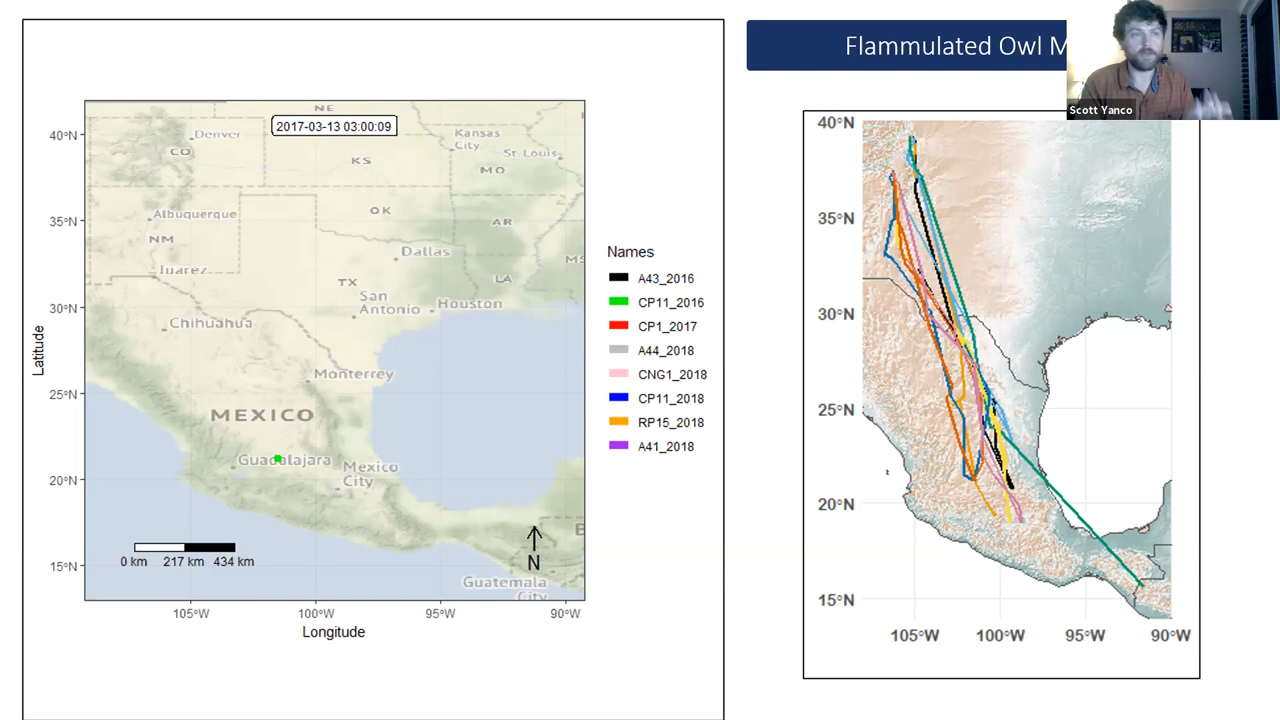 Flammulated Owl M
Scott Yanco
2017-03-13 03:00:09
NE
Denver
CO
KS
Kansas
City
St. Louis
MO
Albuquerque
NM
OK
AR
Juarez
Dallas
TX
LA
MS
San
Antonio
Houston
Chihuahua
Monterrey
MEXICO
Guadalajara
Mexico
City
Guatemala
City
B
N
0 km 217 km 434 km
40°N
35°N
30°N
25°N
20°N
15°N
105°W 100°W 95°W 90°W
Latitude
Longitude
Names
A43_2016
CP11_2016
CP1_2017
A44_2018
CNG1_2018
CP11_2018
RP15_2018
A41_2018
40°N
35°N
30°N
25°N
20°N
15°N
105°W 100°W 95°W 90°W